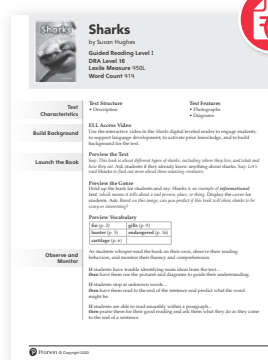 Sharks
Sharks
by Susan Hughes
Guided Reading Level I
DRA Level 16
Lexile Measure 450L
Word Count 414
Text
Characteristics
Text Structure
• Description
Text Features
• Photographs
• Diagrams
Build Background
ELL Access Video
Use the interactive video in the Sharks digital leveled reader to engage students,
to support language development, to activate prior knowledge, and to build
background for the text.
Launch the Book
Preview the Text
Say: This book is about different types of sharks, including where they live, and what and
how they eat. Ask students if they already know anything about sharks. Say: Let's
read Sharks to find out more about these amazing creatures.
Preview the Genre
Hold up the book for students and say: Sharks is an example of informational
text, which means it tells about a real person, place, or thing. Display the cover for
students. Ask: Based on this image, can you predict if this book will show sharks to be
scary or interesting?
Preview Vocabulary
fin (p. 2) gills (p. 9)
hunter (p. 5) endangered (p. 16)
cartilage (p. 6)
Observe and
Monitor
As students whisper-read the book on their own, observe their reading
behaviors, and monitor their fluency and comprehension.
If students have trouble identifying main ideas from the text...
then have them use the pictures and diagrams to guide their understanding.
If students stop at unknown words...
then have them read to the end of the sentence and predict what the word
might be.
If students are able to read smoothly within a paragraph...
then praise them for their good reading and ask them what they do as they come
to the end of a sentence.
Pearson © Copyright 2020